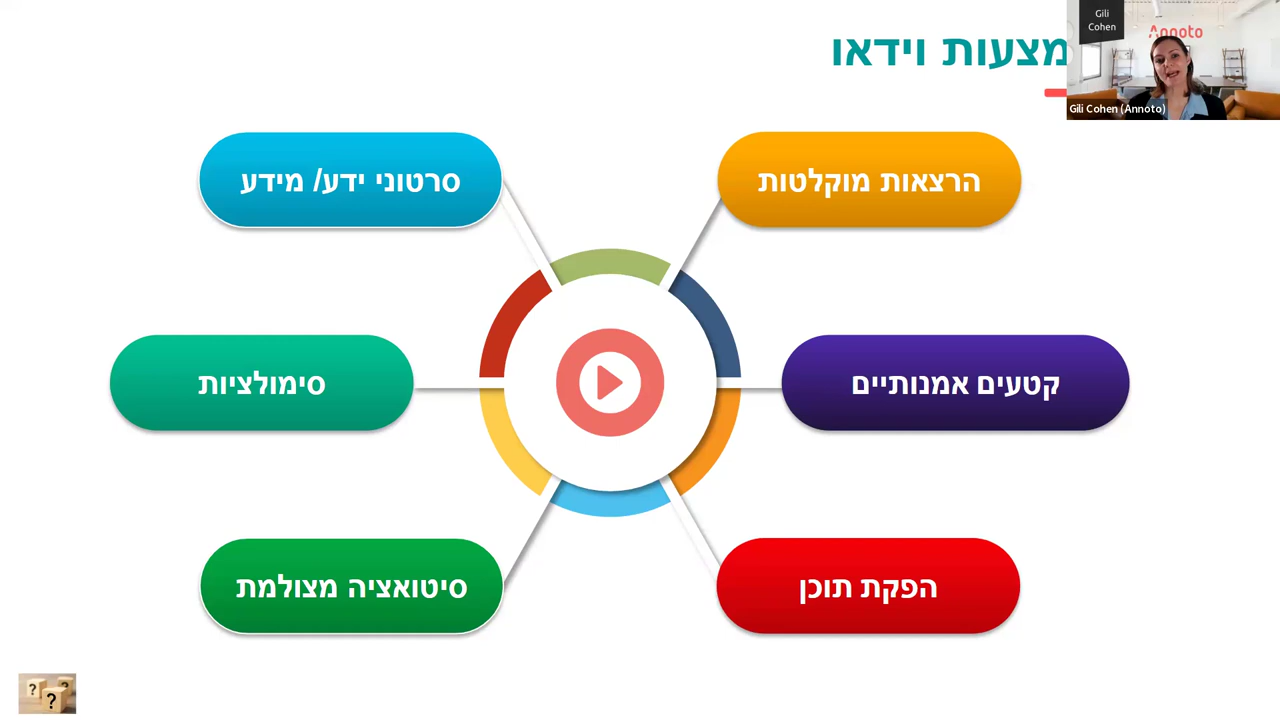 מצעות וידאו
Gili
Cohen
Annoto
Gili Cohen (Annoto)
הרצאות מוקלטות
סרטוני ידע/ מידע
קטעים אמנותיים
סימולציות
הפקת תוכן
סיטואציה מצולמת
? ? ?